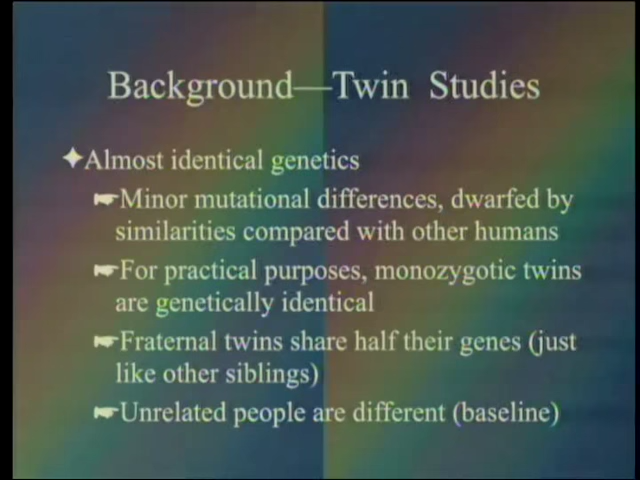 Background—Twin Studies
✦Almost identical genetics
☛Minor mutational differences, dwarfed by
similarities compared with other humans
☛For practical purposes, monozygotic twins
are genetically identical
☛Fraternal twins share half their genes (just
like other siblings)
☛Unrelated people are different (baseline)